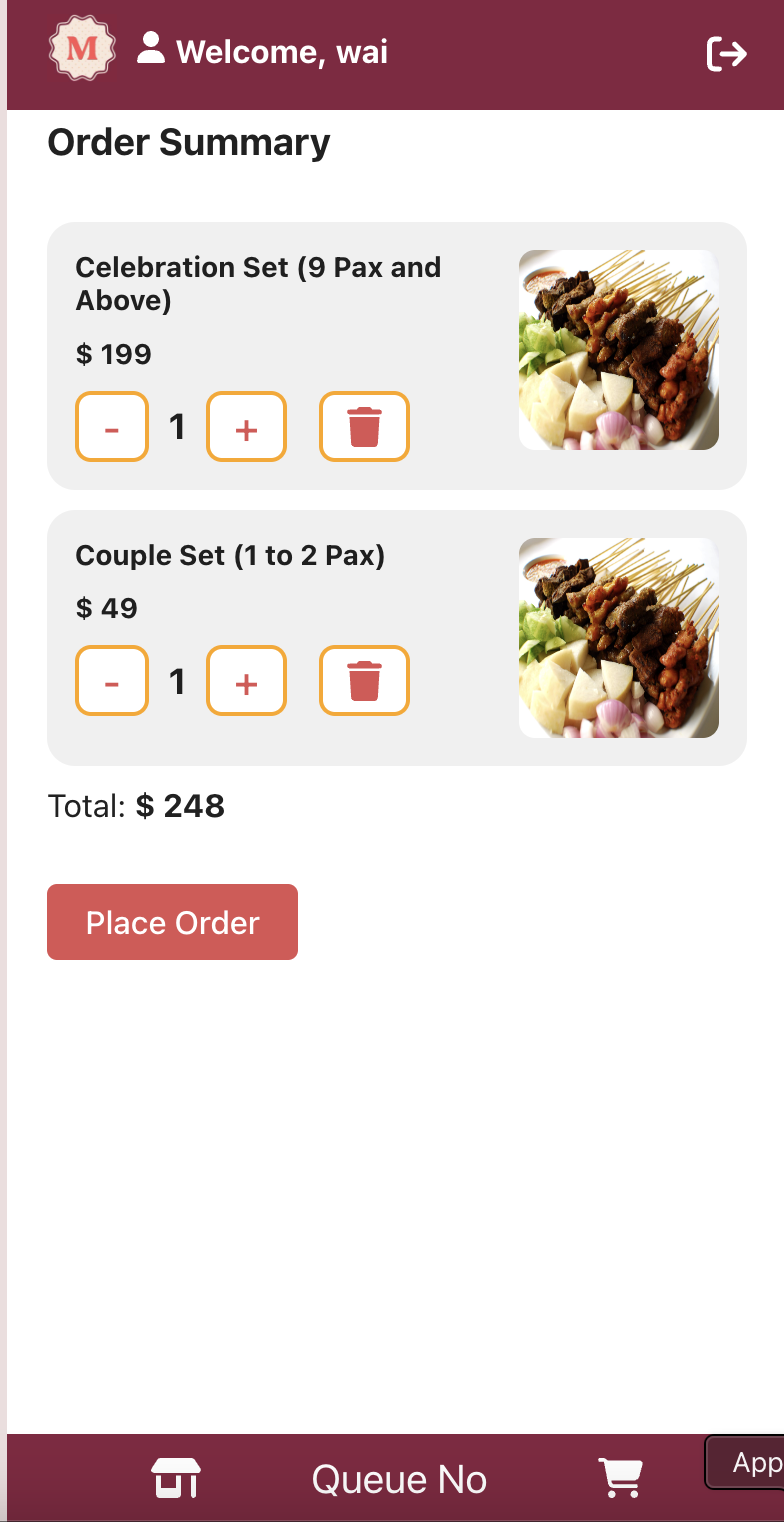 M
Welcome, wai
Order Summary
Celebration Set (9 Pax and
Above)
$ 199
- 1 +
Couple Set (1 to 2 Pax)
$ 49
- 1 +
Total: $ 248
Place Order
Queue No
App